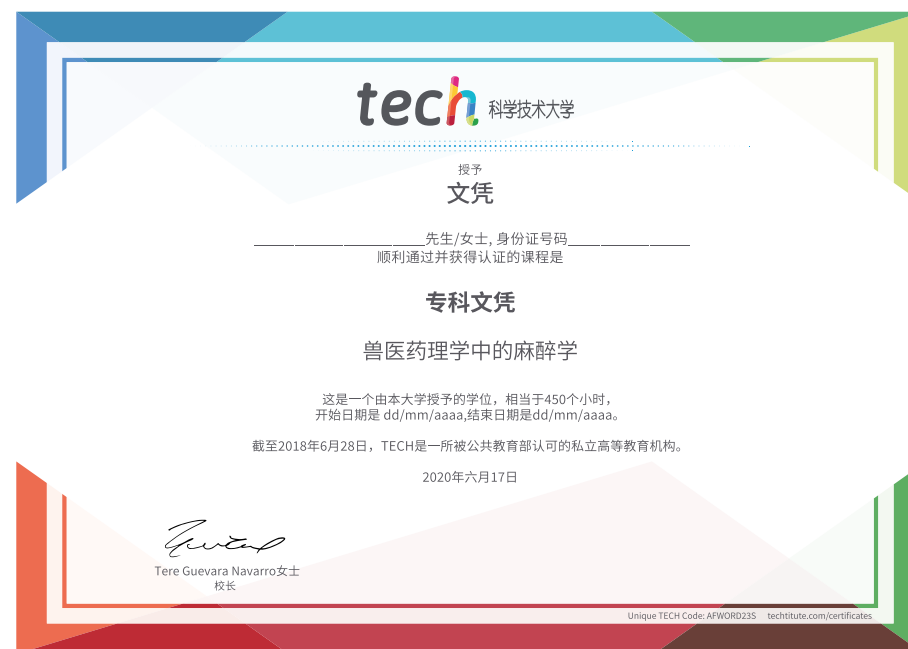 tech 科学技术大学
授予
文凭
______________________先生/女士, 身份证号码________________
顺利通过并获得认证的课程是
专科文凭
兽医药理学中的麻醉学
这是一个由本大学授予的学位，相当于450个小时，
开始日期是 dd/mm/aaaa,结束日期是dd/mm/aaaa。
截至2018年6月28日，TECH是一所被公共教育部认可的私立高等教育机构。
2020年六月17日
Tere Guevara Navarro女士
校长
Unique TECH Code: AFWORD23S techtitute.com/certificates